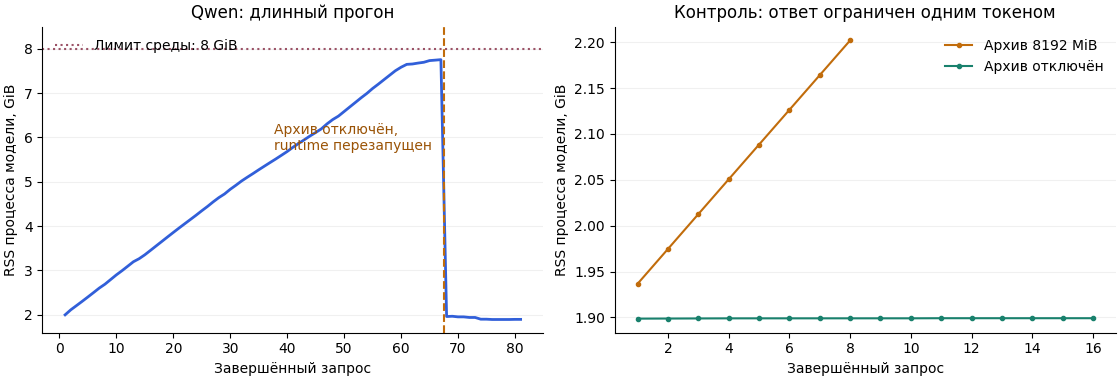 Qwen: длинный прогон
RSS процесса модели, GiB
8
7
6
5
4
3
2
Лимит среды: 8 GiB
Архив отключён,
runtime перезапущен
0 10 20 30 40 50 60 70 80
Завершённый запрос
Контроль: ответ ограничен одним токеном
RSS процесса модели, GiB
2.20
2.15
2.10
2.05
2.00
1.95
1.90
Архив 8192 MiB
Архив отключён
2 4 6 8 10 12 14 16
Завершённый запрос